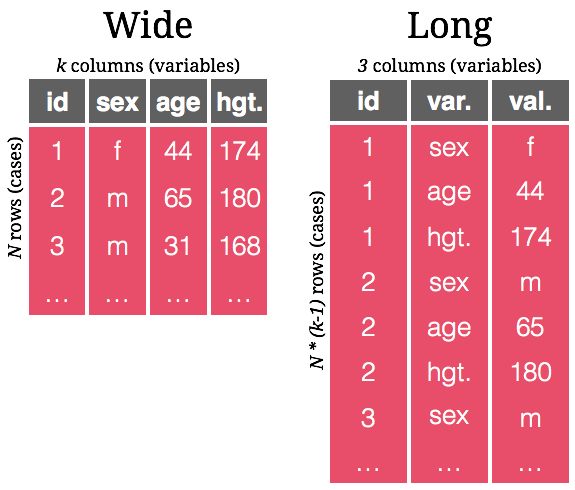 Wide
k columns (variables)
id sex age hgt.
N rows (cases)
1 f 44 174
2 m 65 180
3 m 31 168
... ... ... ...
Long
3 columns (variables)
id var. val.
N * (k-1) rows (cases)
1 sex f
1 age 44
1 hgt. 174
2 sex m
2 age 65
2 hgt. 180
3 sex m
... ... ...